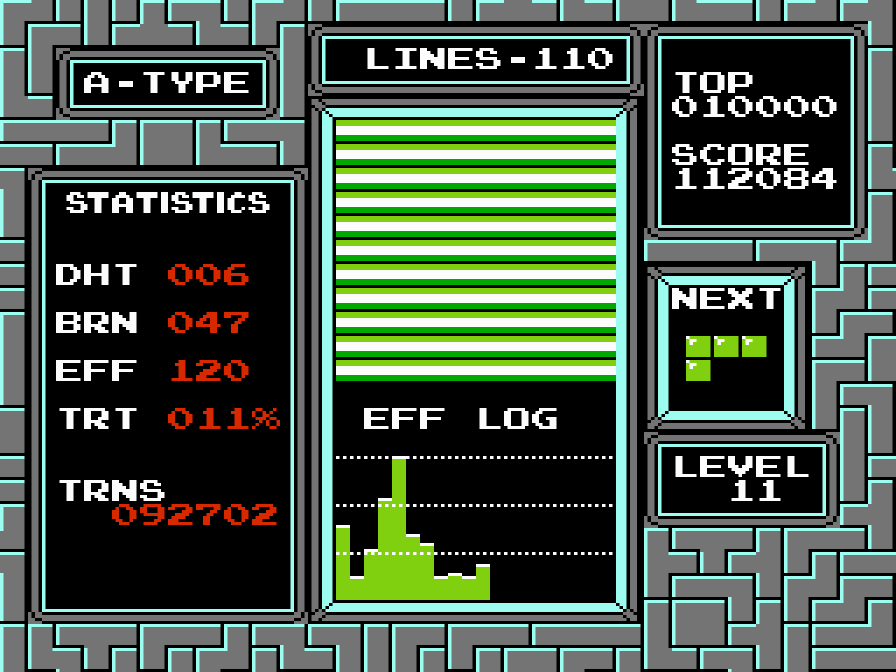 A-TYPE
LINES-110
TOP
010000
SCORE
112084
STATISTICS
DHT 006
BRN 047
EFF 120
TRT 011%
TRNS
092702
EFF LOG
NEXT
LEVEL
11